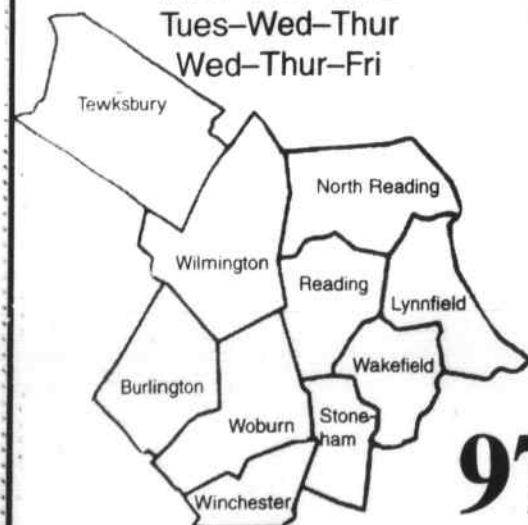 Tues–Wed–Thur
Wed–Thur–Fri
Tewksbury
North Reading
Wilmington
Reading
Lynnfield
Wakefield
Burlington
Stone-
ham
Woburn
Winchester